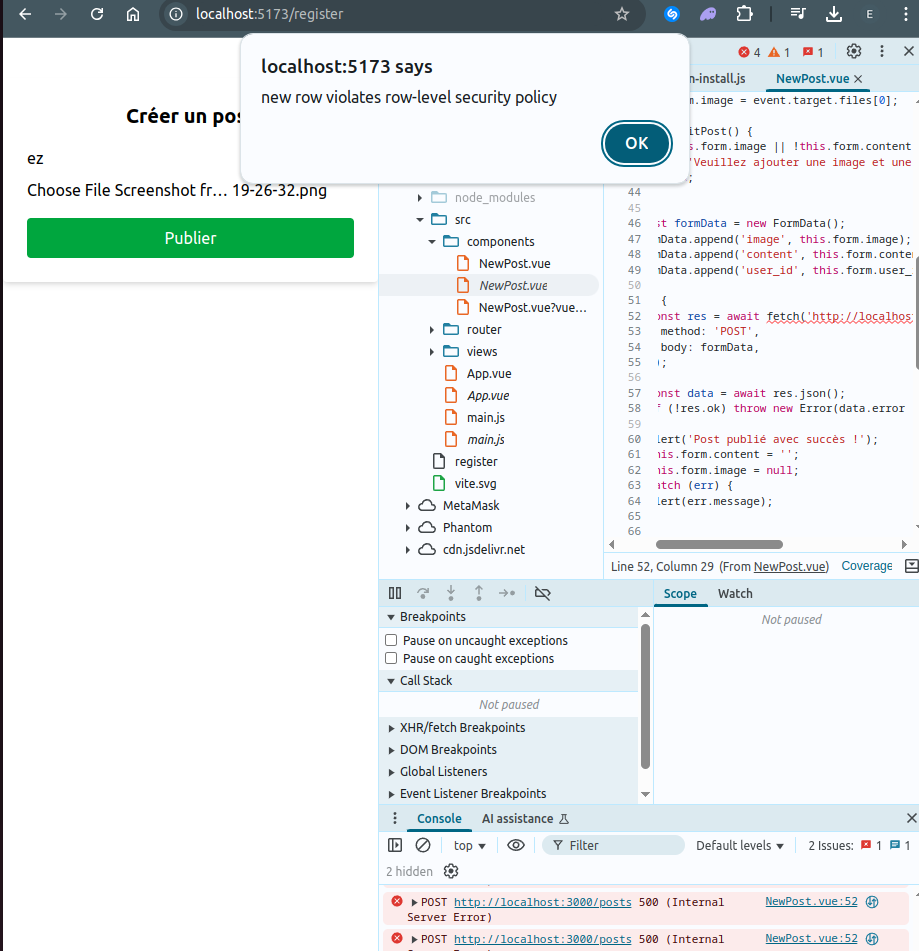 localhost:5173/register
E
localhost:5173 says
new row violates row-level security policy
OK
Créer un pos
ez
Choose File Screenshot fr... 19-26-32.png
Publier
4 1 1
n-install.js NewPost.vue
node_modules
src
components
NewPost.vue
NewPost.vue
NewPost.vue?vue...
router
views
App.vue
App.vue
main.js
main.js
register
vite.svg
MetaMask
Phantom
cdn.jsdelivr.net
m.image = event.target.files[0];
itPost() {
s.form.image || !this.form.content
'Veuillez ajouter une image et une
44 ;
45
46 st formData = new FormData();
47 mData.append('image', this.form.image);
48 mData.append('content', this.form.conte
49 mData.append('user_id', this.form.user_
50
51 {
52 onst res = await fetch('http://localhos
53 method: 'POST',
54 body: formData,
55 );
56
57 onst data = await res.json();
58 f (!res.ok) throw new Error(data.error
59
60 lert('Post publié avec succès !');
61 his.form.content = '';
62 his.form.image = null;
63 atch (err) {
64 lert(err.message);
65
66
Line 52, Column 29 (From NewPost.vue) Coverage
Scope Watch
Not paused
Breakpoints
Pause on uncaught exceptions
Pause on caught exceptions
Call Stack
Not paused
XHR/fetch Breakpoints
DOM Breakpoints
Global Listeners
Event Listener Breakpoints
Console AI assistance
top Filter Default levels 2 Issues: 1 1
2 hidden
POST http://localhost:3000/posts 500 (Internal NewPost.vue:52
Server Error)
POST http://localhost:3000/posts 500 (Internal NewPost.vue:52